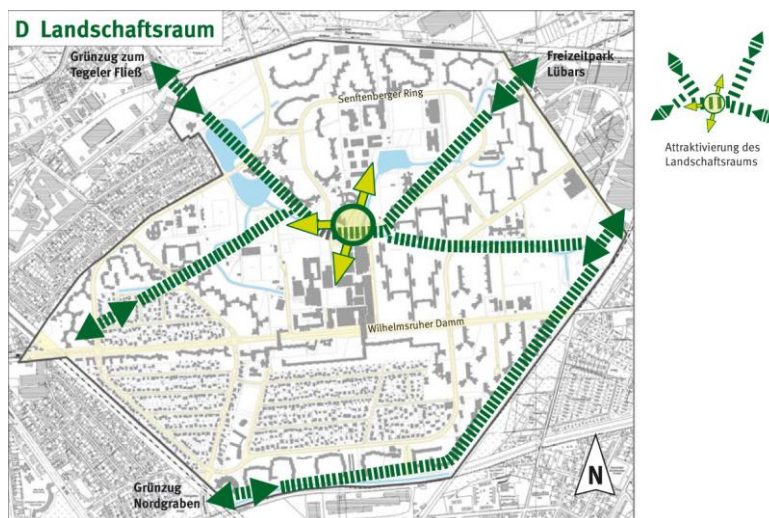 D Landschaftsraum
Grünzug zum
Tegeler Fließ
Freizeitpark
Lübars
Senftenberger Ring
Attraktivierung des
Landschaftsraums
Wilhelmsruher Damm
Grünzug
Nordgraben
N